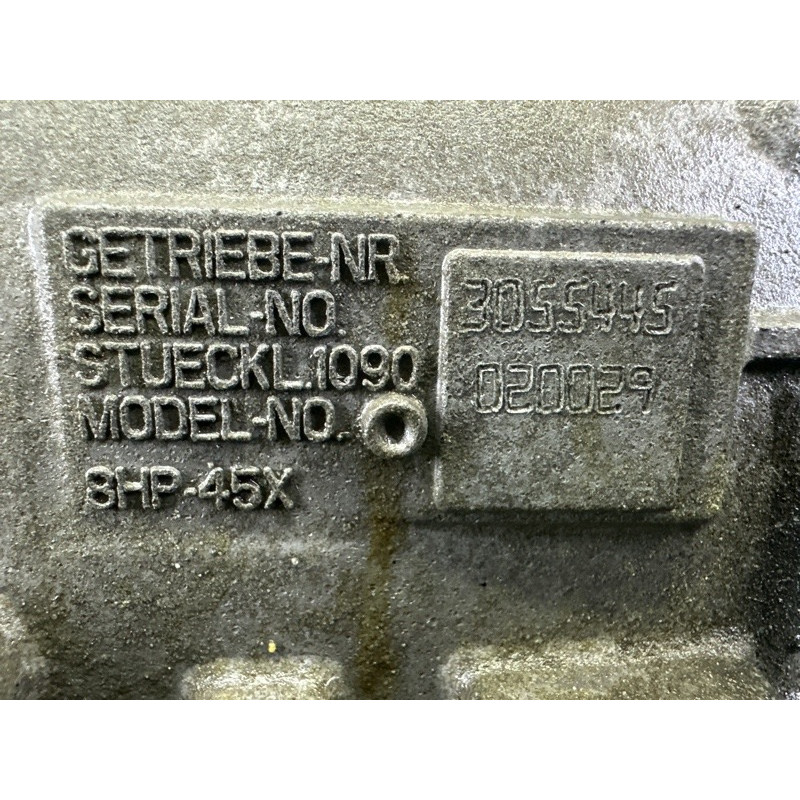 GETRIEBE-NR.
SERIAL-NO.
STUECKL.1090
MODEL-NO.
8HP-45X
3055445
020029